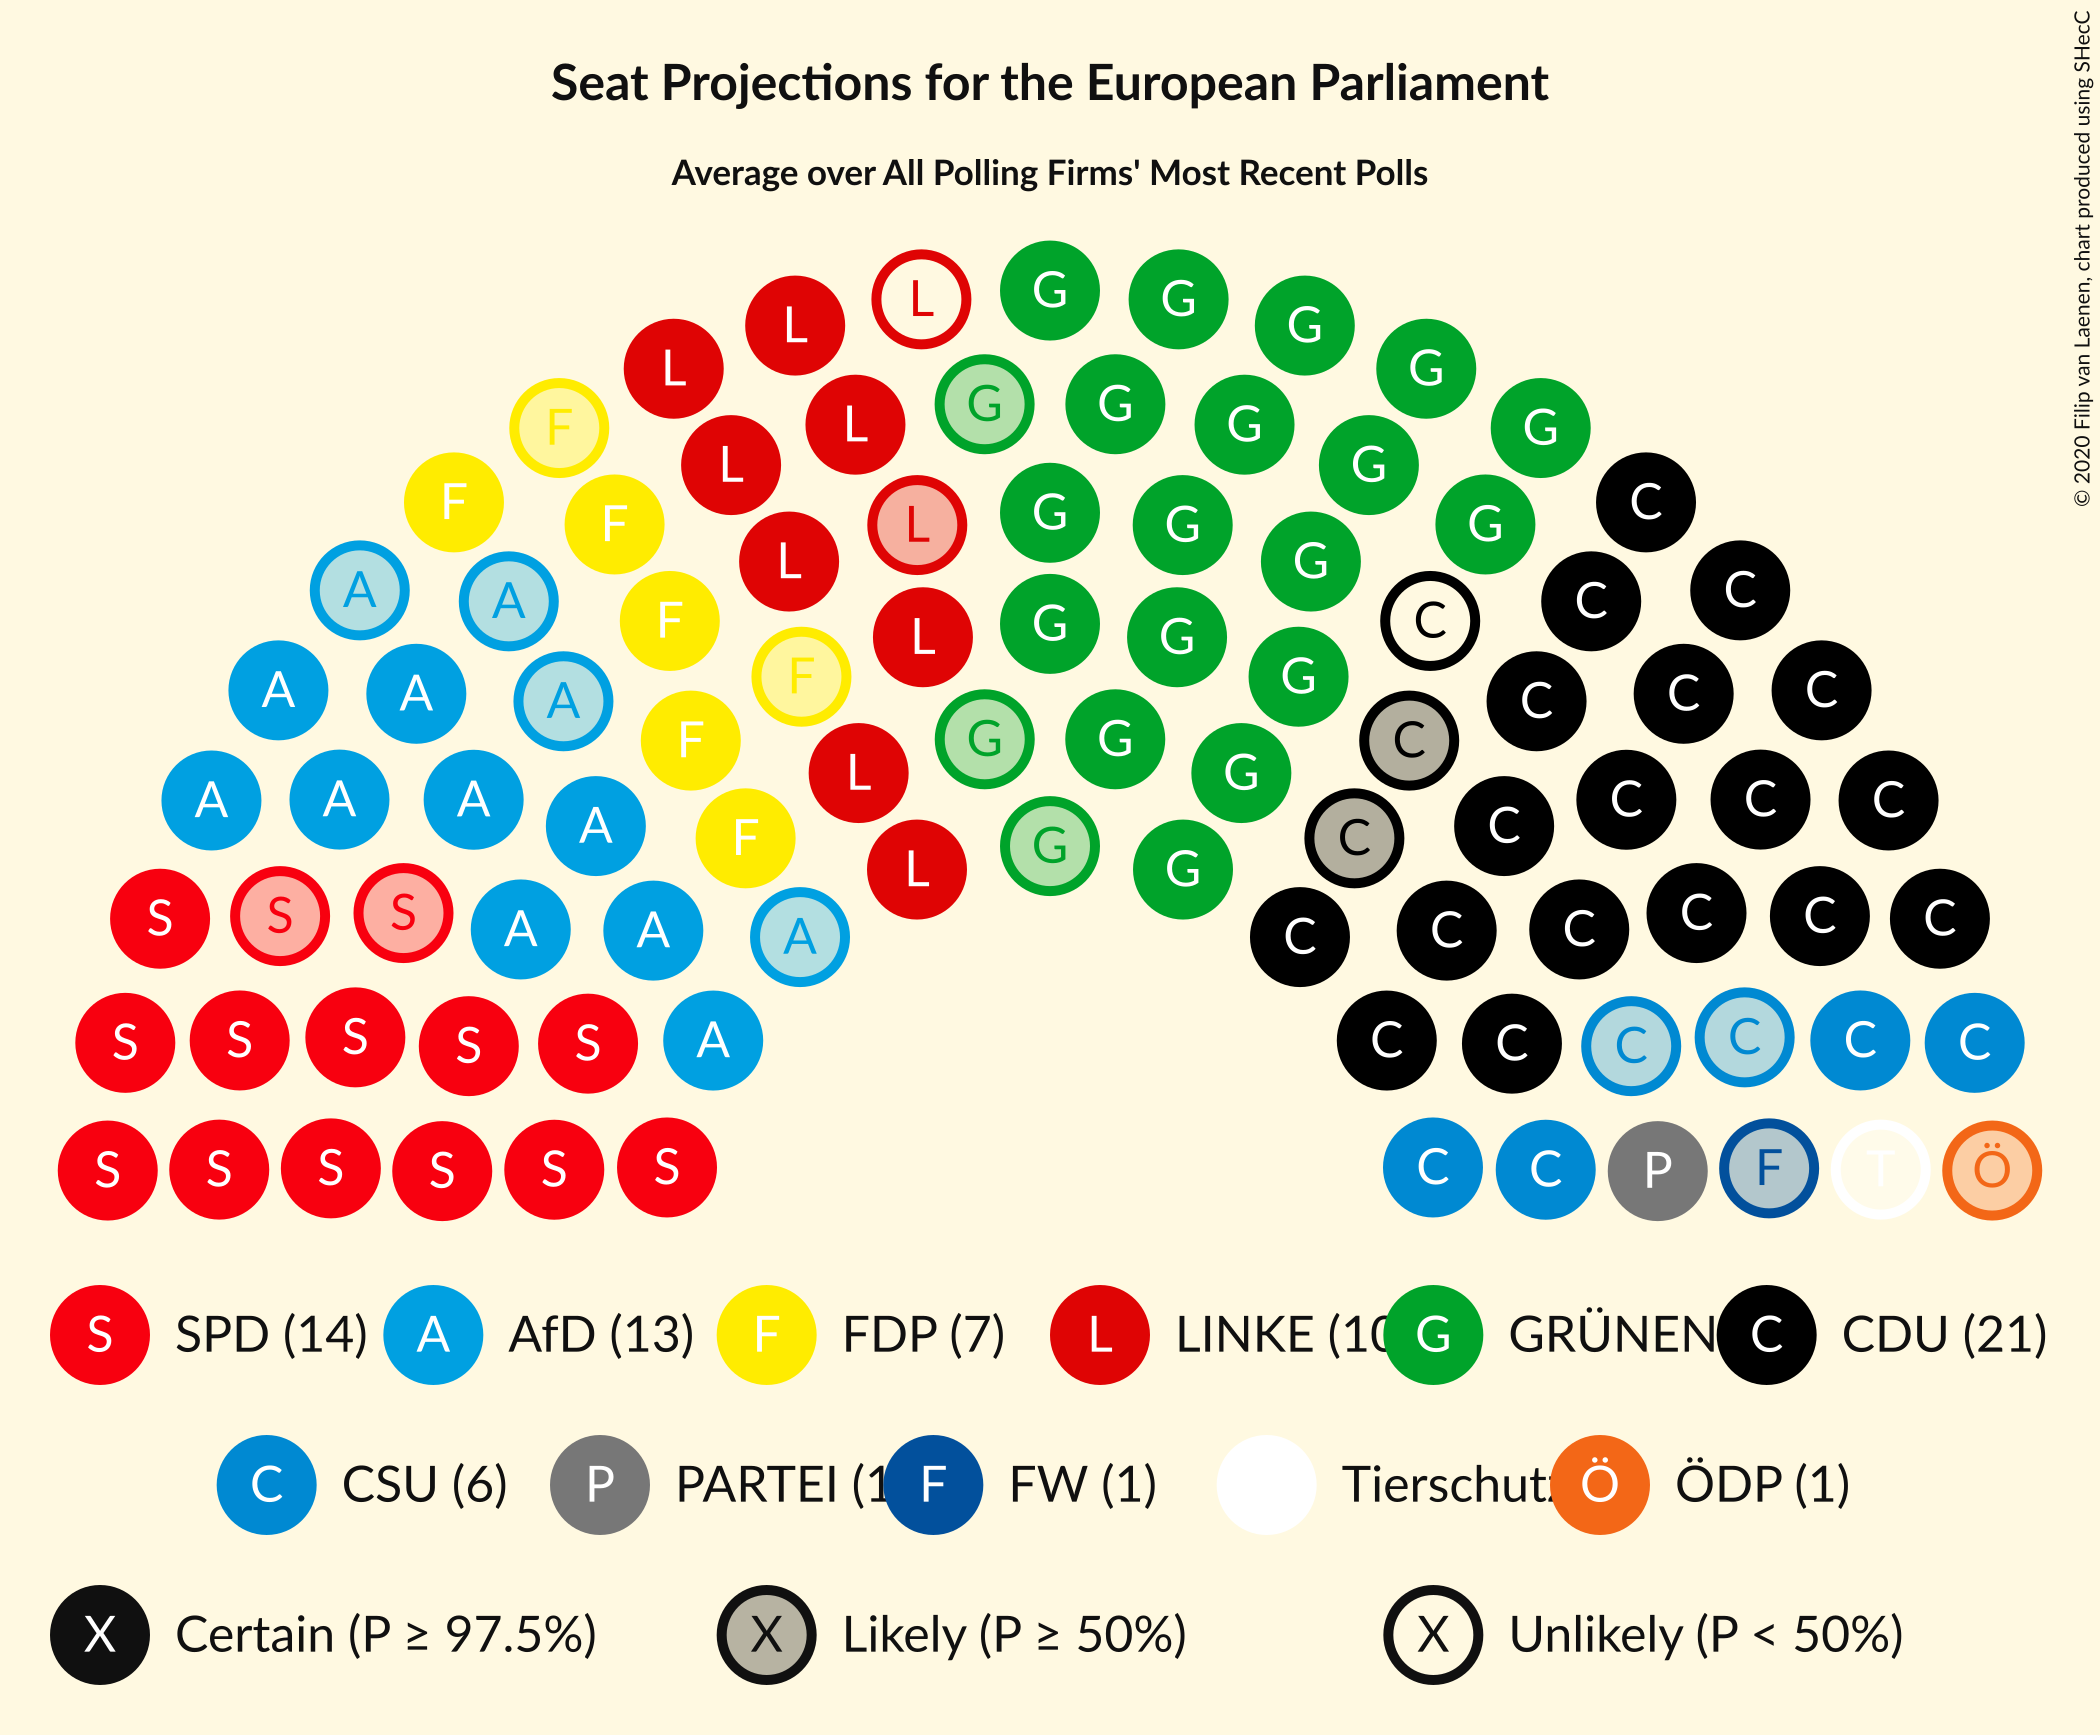 Seat Projections for the European Parliament
Average over All Polling Firms' Most Recent Polls
© 2020 Filip van Laenen, chart produced using SHecC
L G G G
L G
L G G G G
F L L G G
F L G G C
F L G G G
A A F L G G C C C
F L G G G
A F C C C
A A F G G G C C C
A A A A F L G C C C C C
S S S A A F L G C C C C C C
A C
S S S S S A C C C C C C
S S S S S S C C P F T Ö
S SPD (14) A AfD (13) F FDP (7) L LINKE (10 G GRÜNEN C CDU (21)
C CSU (6) P PARTEI (1 F FW (1) Tierschutz Ö ÖDP (1)
X Certain (P ≥ 97.5%) X Likely (P ≥ 50%) X Unlikely (P < 50%)